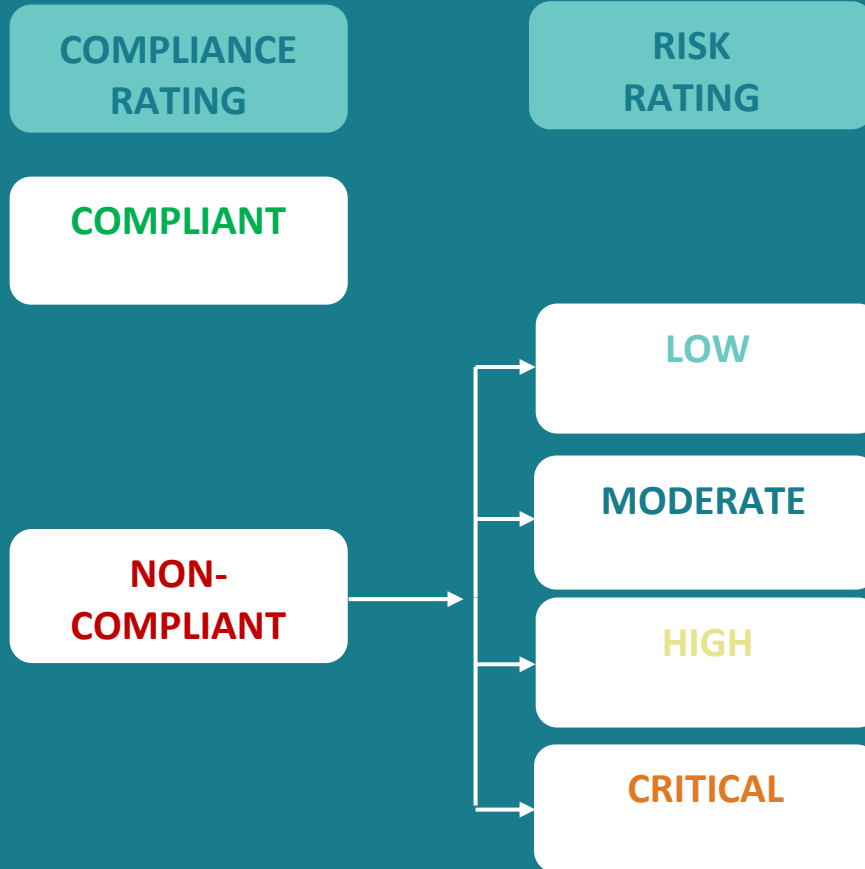 COMPLIANCE
RATING
RISK
RATING
COMPLIANT
LOW
MODERATE
NON-
COMPLIANT
HIGH
CRITICAL